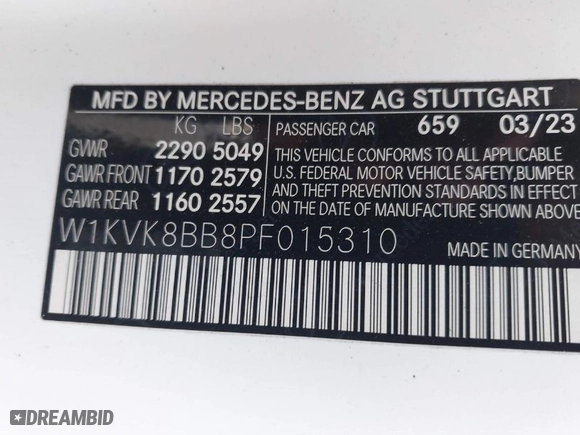 MFD BY MERCEDES-BENZ AG STUTTGART
KG LBS PASSENGER CAR 659 03/23
GVWR 2290 5049 THIS VEHICLE CONFORMS TO ALL APPLICABLE
GAWR FRONT 1170 2579 U.S. FEDERAL MOTOR VEHICLE SAFETY, BUMPER
GAWR REAR 1160 2557 AND THEFT PREVENTION STANDARDS IN EFFECT
ON THE DATE OF MANUFACTURE SHOWN ABOVE.
W1KVK8BB8PF015310 MADE IN GERMANY
DREAMBID